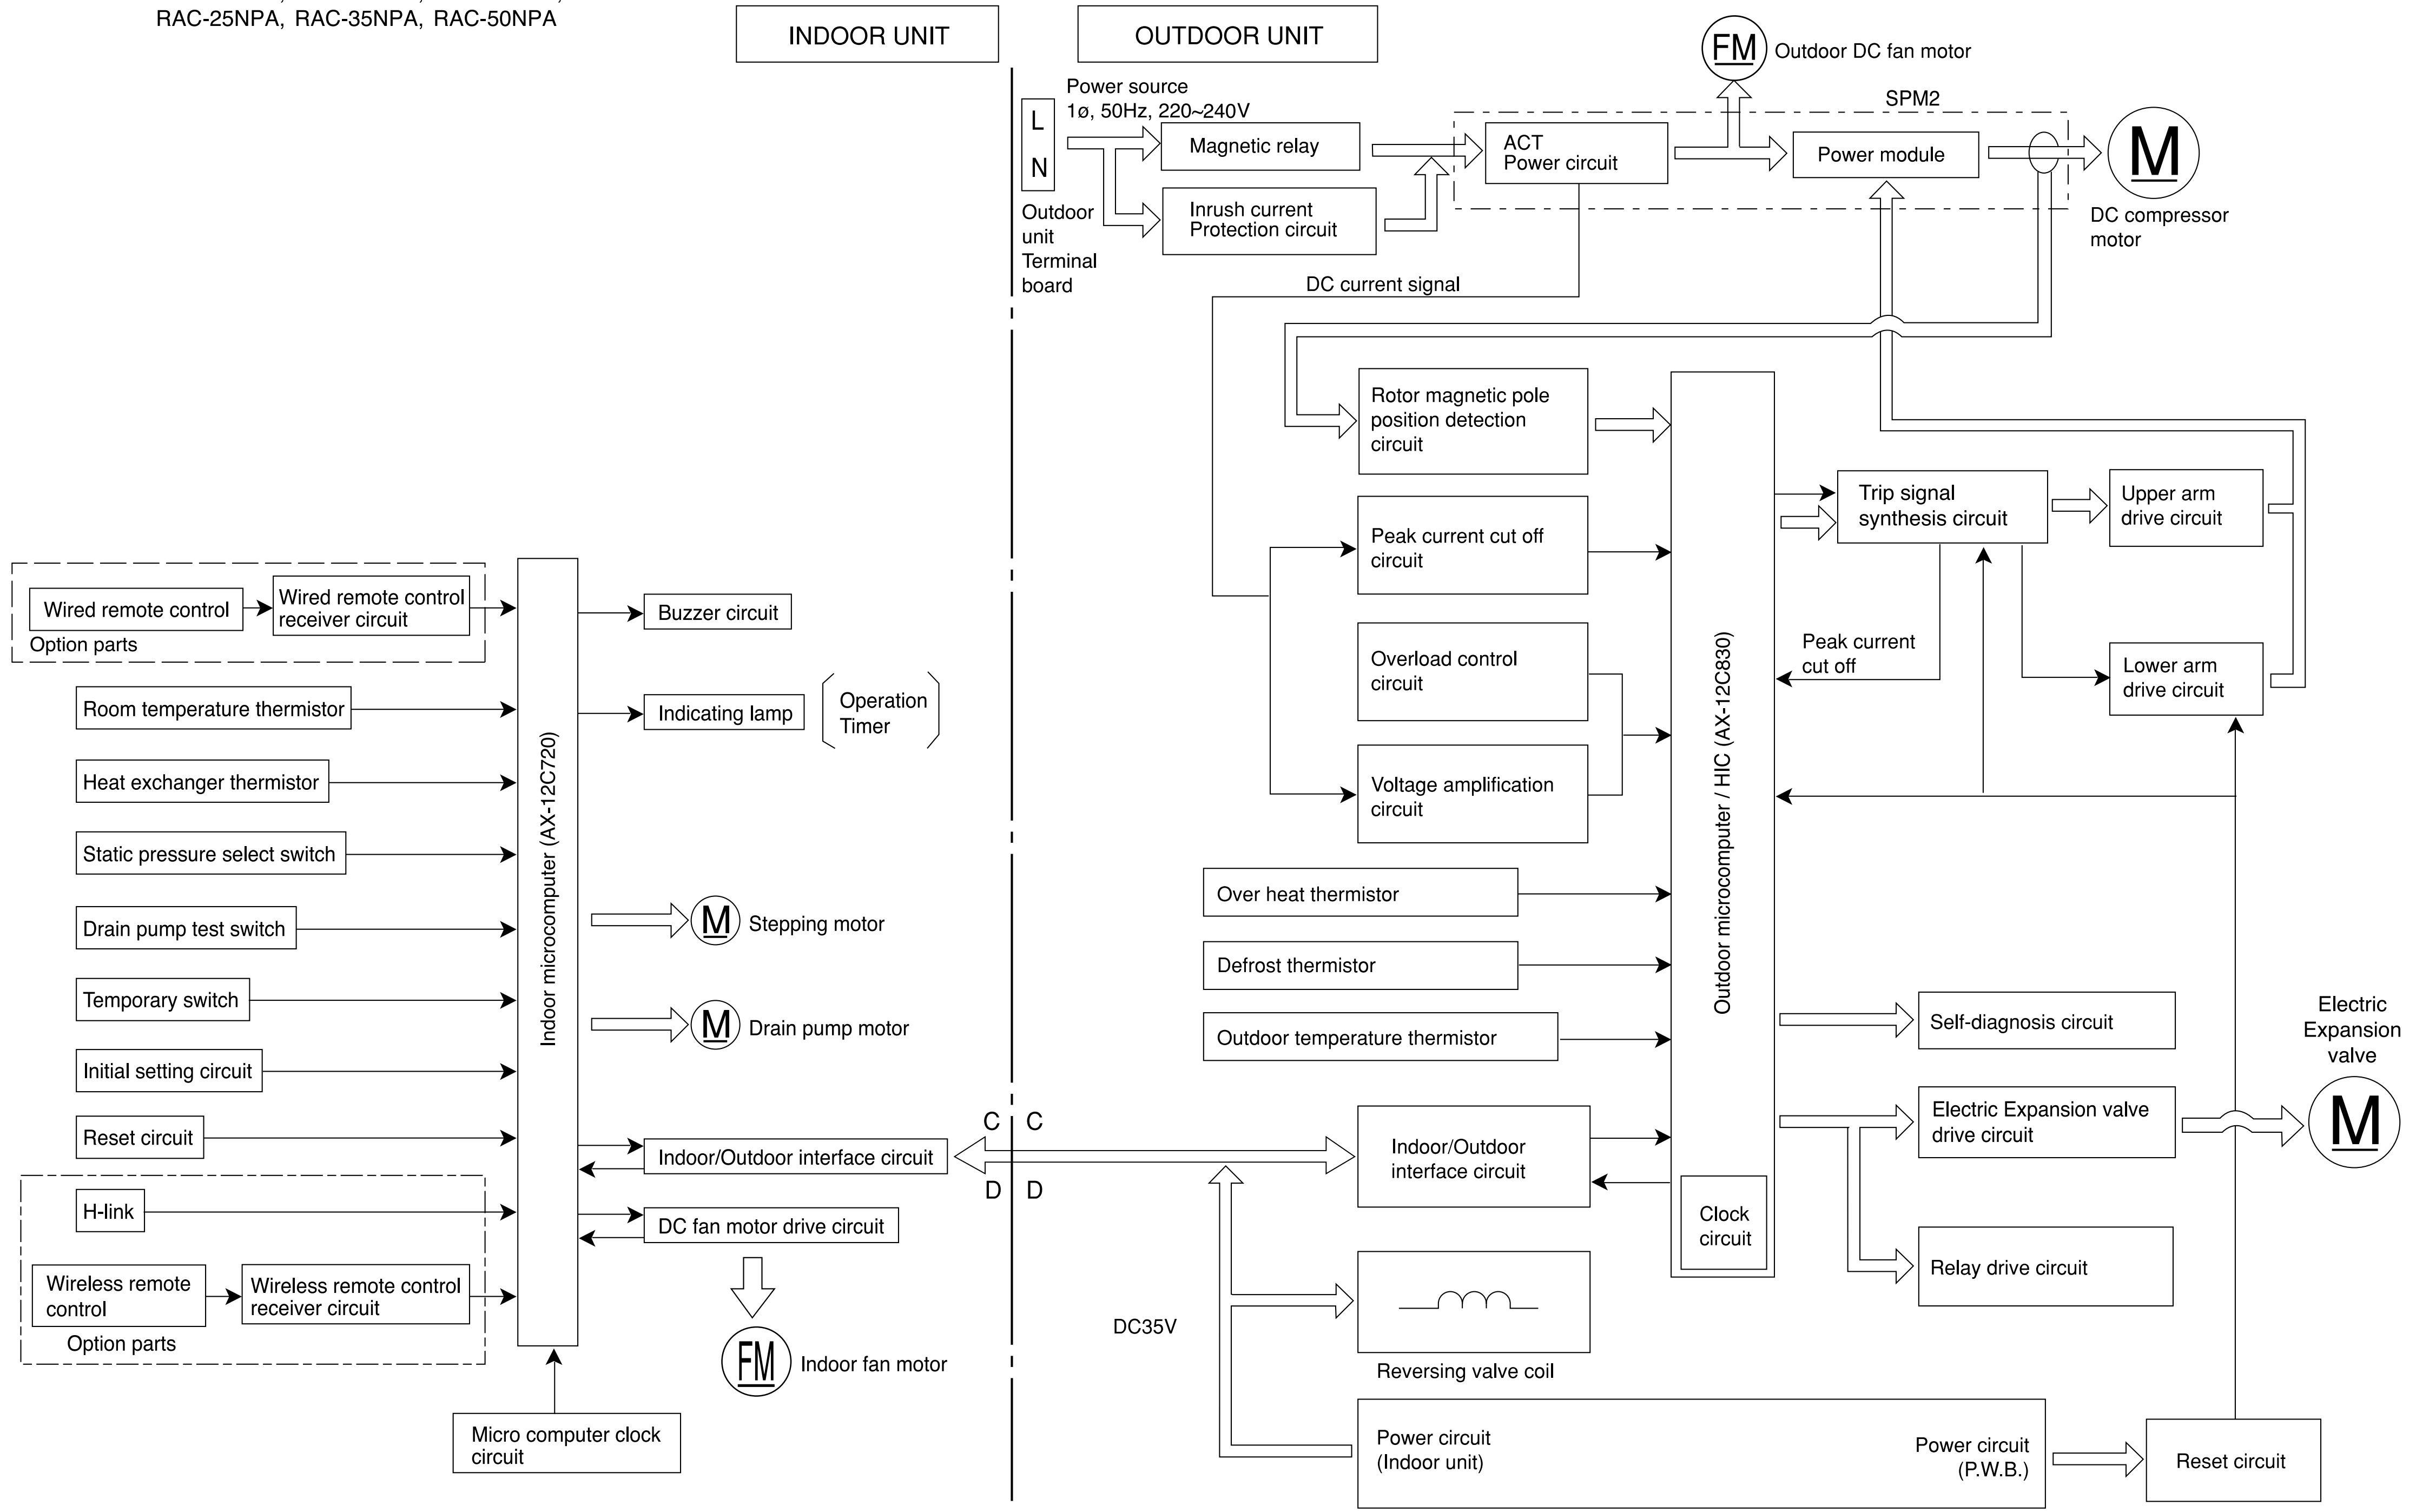 RAC-25NPA, RAC-35NPA, RAC-50NPA
INDOOR UNIT
OUTDOOR UNIT
FM
Outdoor DC fan motor
Power source
1ø, 50Hz, 220~240V
SPM2
L
N
Magnetic relay
ACT
Power circuit
Power module
M
DC compressor
motor
Inrush current
Protection circuit
Outdoor
unit
Terminal
board
DC current signal
Rotor magnetic pole
position detection
circuit
Trip signal
synthesis circuit
Upper arm
drive circuit
Peak current cut off
circuit
Peak current
cut off
Overload control
circuit
Lower arm
drive circuit
Voltage amplification
circuit
Outdoor microcomputer / HIC (AX-12C830)
Over heat thermistor
Defrost thermistor
Outdoor temperature thermistor
Self-diagnosis circuit
Electric
Expansion
valve
M
Electric Expansion valve
drive circuit
Relay drive circuit
Indoor/Outdoor
interface circuit
Clock
circuit
DC35V
Reversing valve coil
Power circuit
(Indoor unit)
Power circuit
(P.W.B.)
Reset circuit
Wired remote control
Wired remote control
receiver circuit
Option parts
Room temperature thermistor
Heat exchanger thermistor
Static pressure select switch
Drain pump test switch
Temporary switch
Initial setting circuit
Reset circuit
H-link
Wireless remote
control
Wireless remote control
receiver circuit
Option parts
Indoor microcomputer (AX-12C720)
Micro computer clock
circuit
Buzzer circuit
Indicating lamp
Operation
Timer
M
Stepping motor
M
Drain pump motor
C C
Indoor/Outdoor interface circuit
D D
DC fan motor drive circuit
FM
Indoor fan motor